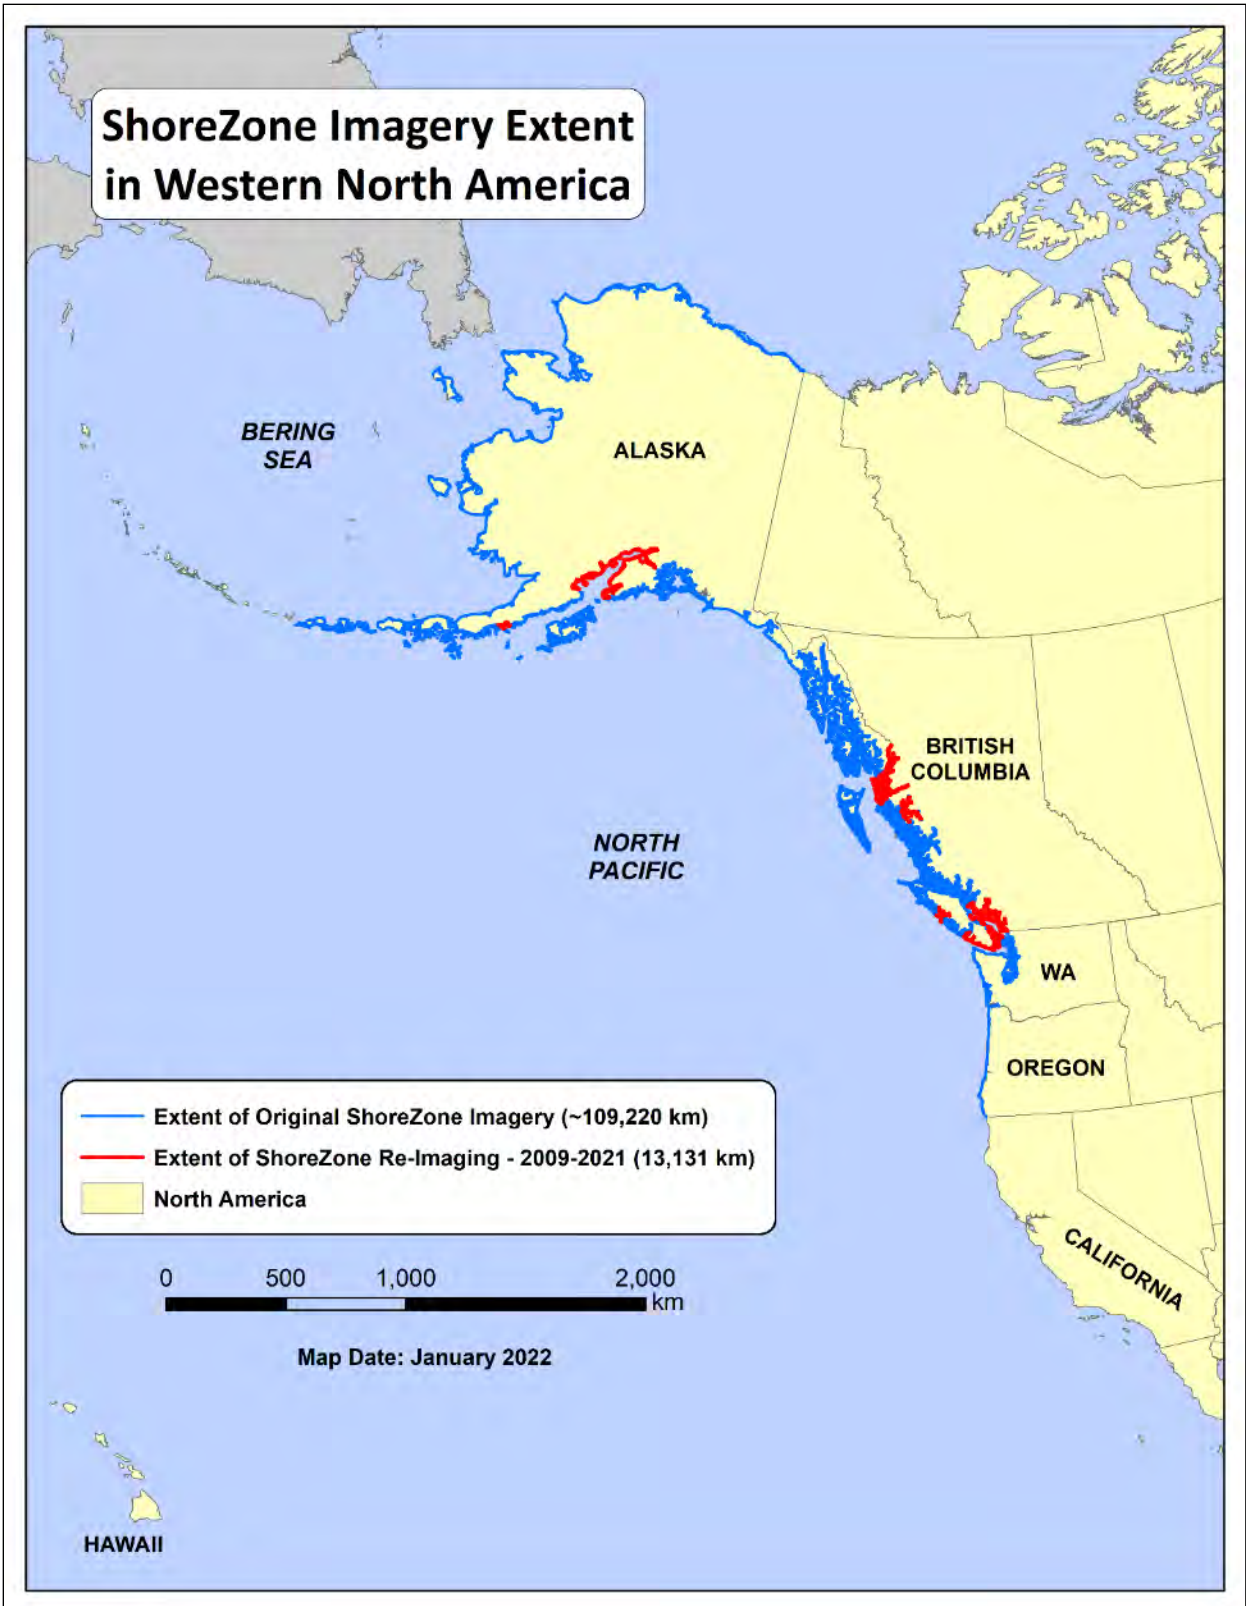 ShoreZone Imagery Extent
in Western North America
BERING
SEA
ALASKA
BRITISH
COLUMBIA
NORTH
PACIFIC
WA
OREGON
Extent of Original ShoreZone Imagery (~109,220 km)
Extent of ShoreZone Re-Imaging - 2009-2021 (13,131 km)
North America
CALIFORNIA
0 500 1,000 2,000
km
Map Date: January 2022
HAWAII